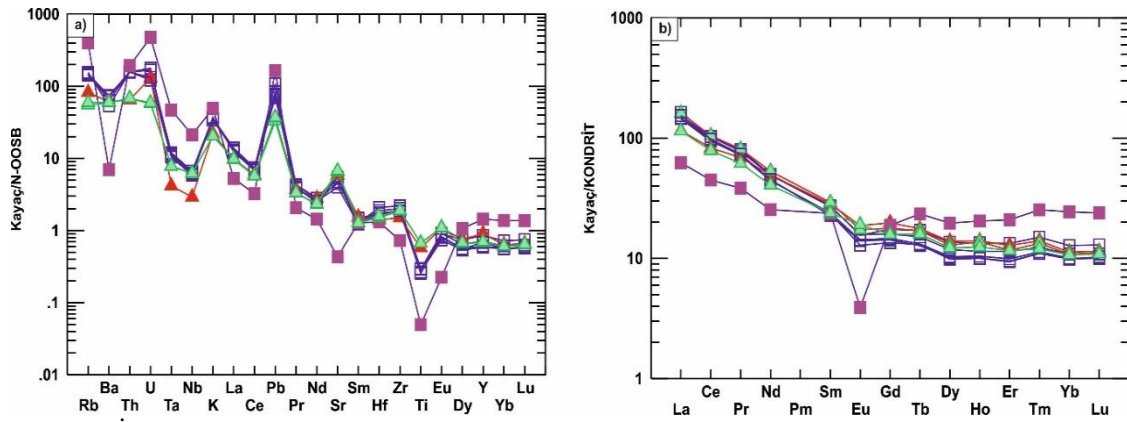 a)
Kayaç/N-OOSB
1000
100
10
1
.1
.01
Ba U Nb La Pb Nd Sm Zr Eu Y Lu
Rb Th Ta K Ce Pr Sr Hf Ti Dy Yb
b)
Kayaç/KONDRİT
1000
100
10
1
Ce Nd Sm Gd Dy Er Yb
La Pr Pm Eu Tb Ho Tm Lu